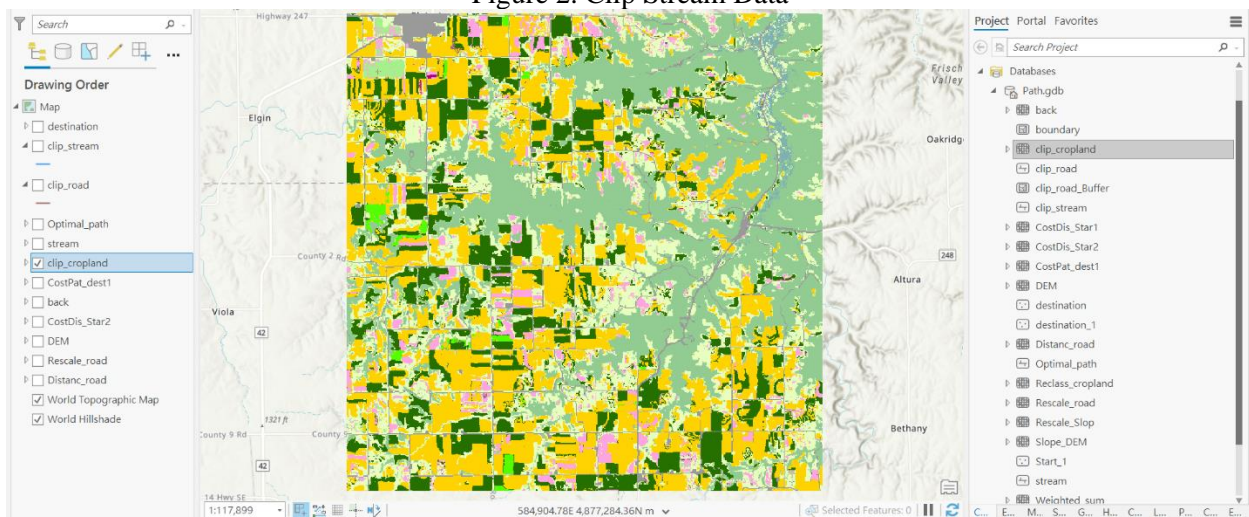 Figure 2. Clip Stream Data
Search
Drawing Order
Map
destination
clip_stream
clip_road
Optimal_path
stream
clip_cropland
CostPat_dest1
back
CostDis_Star2
DEM
Rescale_road
Distanc_road
World Topographic Map
World Hillshade
Highway 247
Elgin
County 2 Rd
Viola
42
1321 ft
County 9 Rd
County 9
42
14 Hwy SE
Frisch
Valley
Oakridg
248
Altura
Bethany
1:117,899
584,904.78E 4,877,284.36N m
Selected Features: 0
Project Portal Favorites
Search Project
Databases
Path.gdb
back
boundary
clip_cropland
clip_road
clip_road_Buffer
clip_stream
CostDis_Star1
CostDis_Star2
CostPat_dest1
DEM
destination
destination_1
Distanc_road
Optimal_path
Reclass_cropland
Rescale_road
Rescale_Slop
Slope_DEM
Start_1
stream
Weighted_sum
C... E... M... S... G... H... C... L... P... C... E...